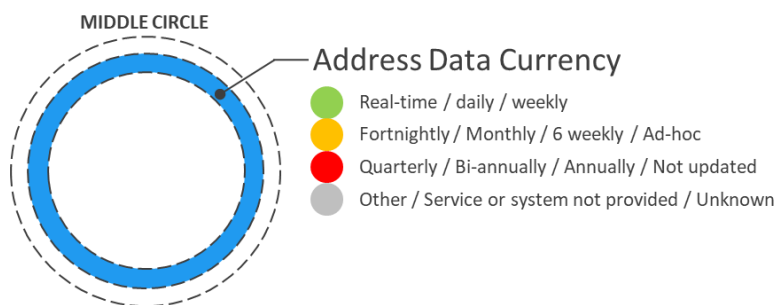 MIDDLE CIRCLE
Address Data Currency
Real-time / daily / weekly
Fortnightly / Monthly / 6 weekly / Ad-hoc
Quarterly / Bi-annually / Annually / Not updated
Other / Service or system not provided / Unknown